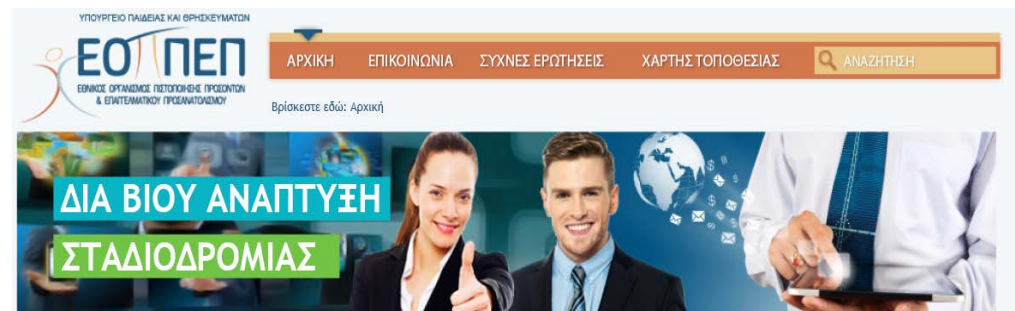 ΥΠΟΥΡΓΕΙΟ ΠΑΙΔΕΙΑΣ ΚΑΙ ΘΡΗΣΚΕΥΜΑΤΩΝ
ΕΟΠΠΕΠ
ΕΘΝΙΚΟΣ ΟΡΓΑΝΙΣΜΟΣ ΠΙΣΤΟΠΟΙΗΣΗΣ ΠΡΟΣΟΝΤΩΝ
& ΕΠΑΓΓΕΛΜΑΤΙΚΟΥ ΠΡΟΣΑΝΑΤΟΛΙΣΜΟΥ
ΑΡΧΙΚΗ ΕΠΙΚΟΙΝΩΝΙΑ ΣΥΧΝΕΣ ΕΡΩΤΗΣΕΙΣ ΧΑΡΤΗΣ ΤΟΠΟΘΕΣΙΑΣ ΑΝΑΖΗΤΗΣΗ
Βρίσκεστε εδώ: Αρχική
ΔΙΑ ΒΙΟΥ ΑΝΑΠΤΥΞΗ
ΣΤΑΔΙΟΔΡΟΜΙΑΣ